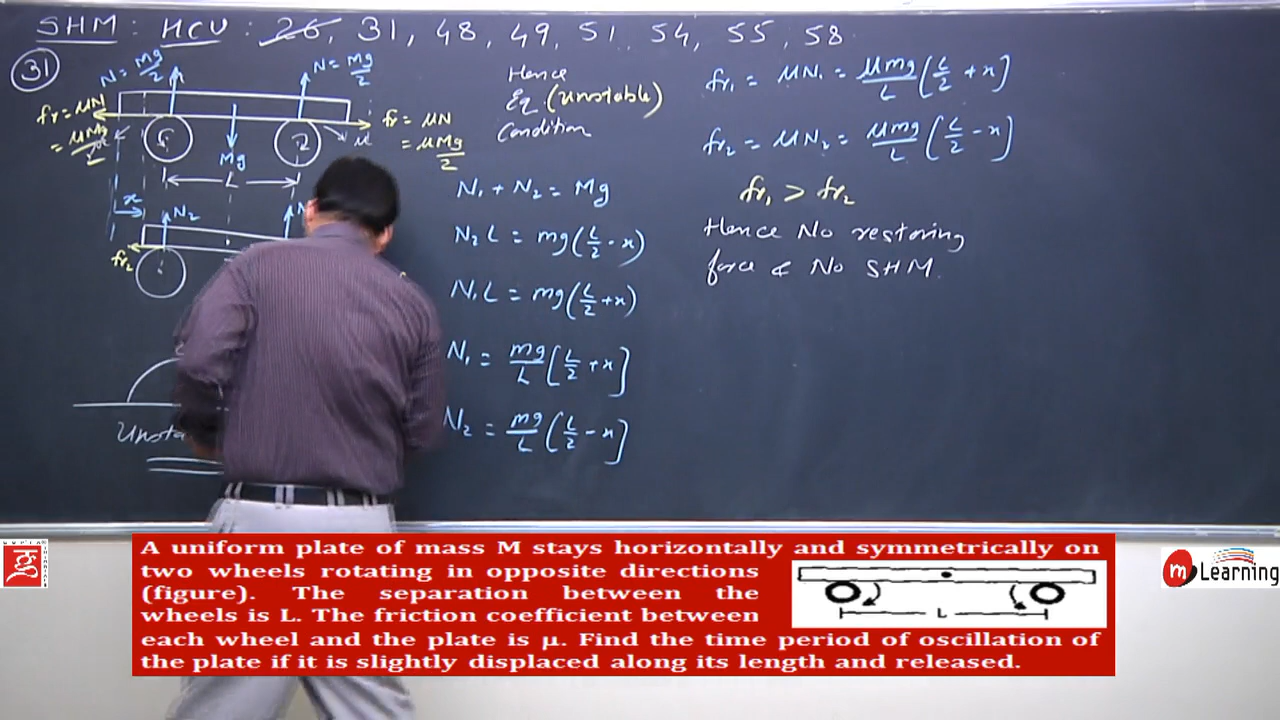 SHM : HCU : 26, 31, 48, 49, 51, 54, 55, 58
31
N = Mg/2
N = Mg/2
fr = μN
= μMg/2
fr = μN
= μMg/2
Mg
L
x
N2
fr2
Unsta
Hence
Eq. (Unstable)
Condition
N1 + N2 = Mg
N2 L = mg(L/2 - x)
N1 L = mg(L/2 + x)
N1 = mg/L [L/2 + x]
N2 = mg/L [L/2 - x]
fr1 = μN1 = μmg/L [L/2 + x]
fr2 = μN2 = μmg/L [L/2 - x]
fr1 > fr2
Hence No restoring
force & No SHM.
A uniform plate of mass M stays horizontally and symmetrically on
two wheels rotating in opposite directions
(figure). The separation between the
wheels is L. The friction coefficient between
each wheel and the plate is μ. Find the time period of oscillation of
the plate if it is slightly displaced along its length and released.
L
m Learning